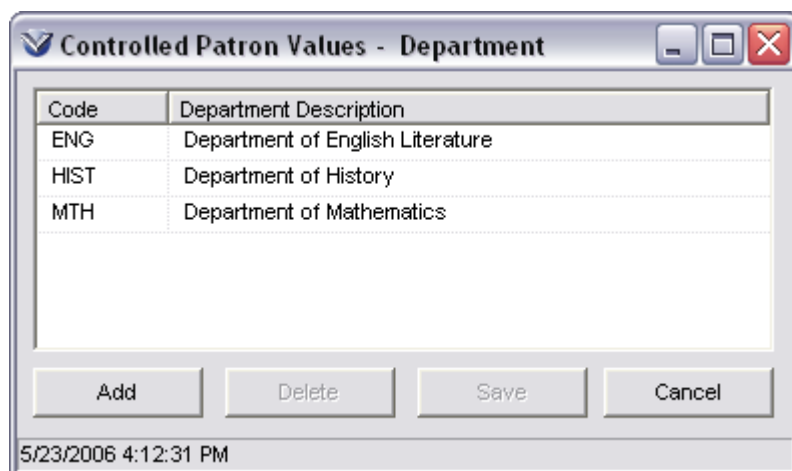 Controlled Patron Values - Department
Code Department Description
ENG Department of English Literature
HIST Department of History
MTH Department of Mathematics
Add Delete Save Cancel
5/23/2006 4:12:31 PM